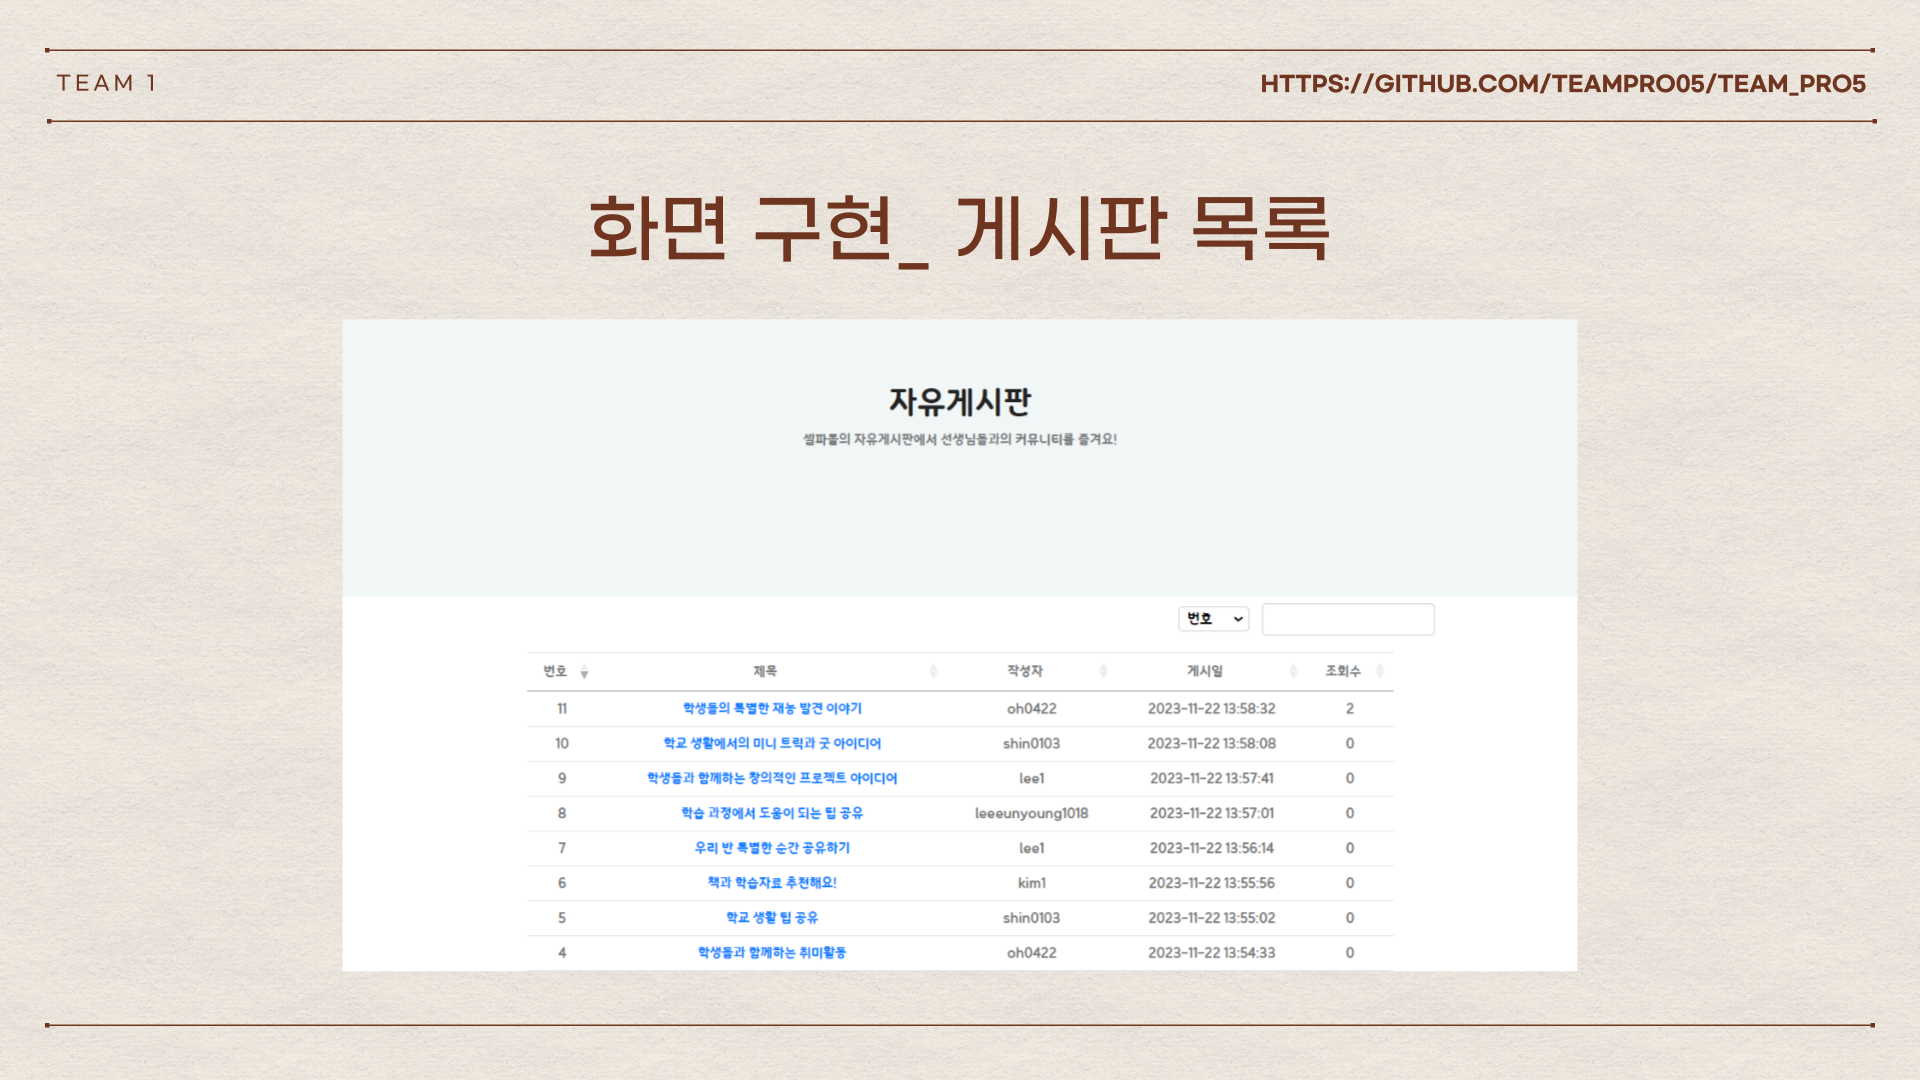 TEAM 1
HTTPS://GITHUB.COM/TEAMPRO05/TEAM_PRO5
화면 구현_ 게시판 목록
자유게시판
셀파몰의 자유게시판에서 선생님들과의 커뮤니티를 즐겨요!
번호
번호 제목 작성자 게시일 조회수
11 학생들의 특별한 재능 발견 이야기 oh0422 2023-11-22 13:58:32 2
10 학교 생활에서의 미니 트릭과 굿 아이디어 shin0103 2023-11-22 13:58:08 0
9 학생들과 함께하는 창의적인 프로젝트 아이디어 lee1 2023-11-22 13:57:41 0
8 학습 과정에서 도움이 되는 팁 공유 leeeunyoung1018 2023-11-22 13:57:01 0
7 우리 반 특별한 순간 공유하기 lee1 2023-11-22 13:56:14 0
6 책과 학습자료 추천해요! kim1 2023-11-22 13:55:56 0
5 학교 생활 팁 공유 shin0103 2023-11-22 13:55:02 0
4 학생들과 함께하는 취미활동 oh0422 2023-11-22 13:54:33 0